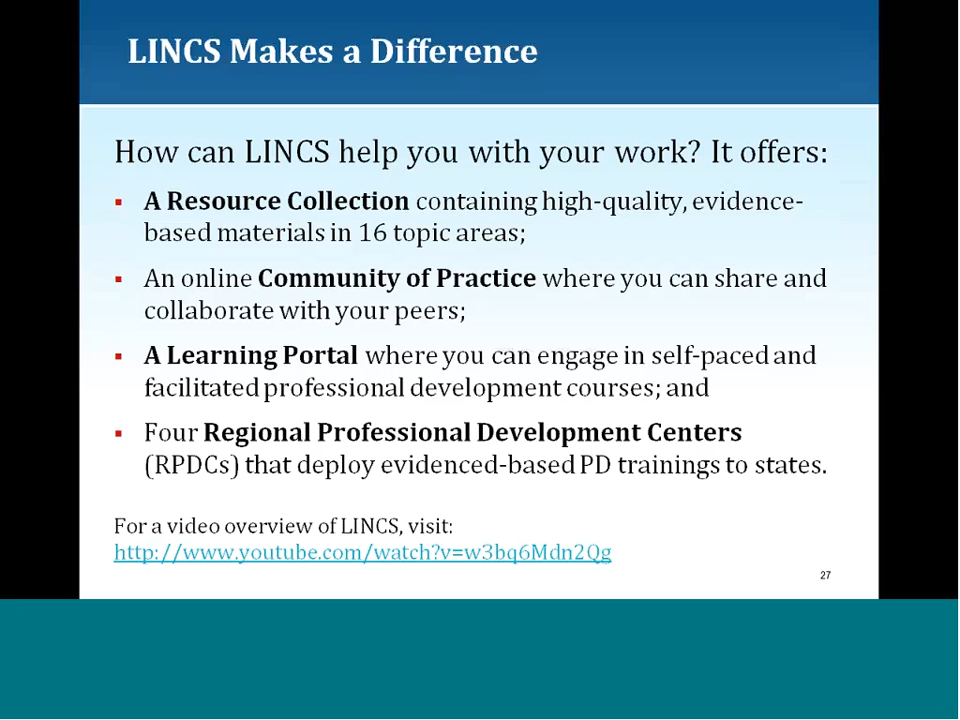 LINCS Makes a Difference
How can LINCS help you with your work? It offers:
▪ A Resource Collection containing high-quality, evidence-
based materials in 16 topic areas;
▪ An online Community of Practice where you can share and
collaborate with your peers;
▪ A Learning Portal where you can engage in self-paced and
facilitated professional development courses; and
▪ Four Regional Professional Development Centers
(RPDCs) that deploy evidenced-based PD trainings to states.
For a video overview of LINCS, visit:
http://www.youtube.com/watch?v=w3bq6Mdn2Qg
27